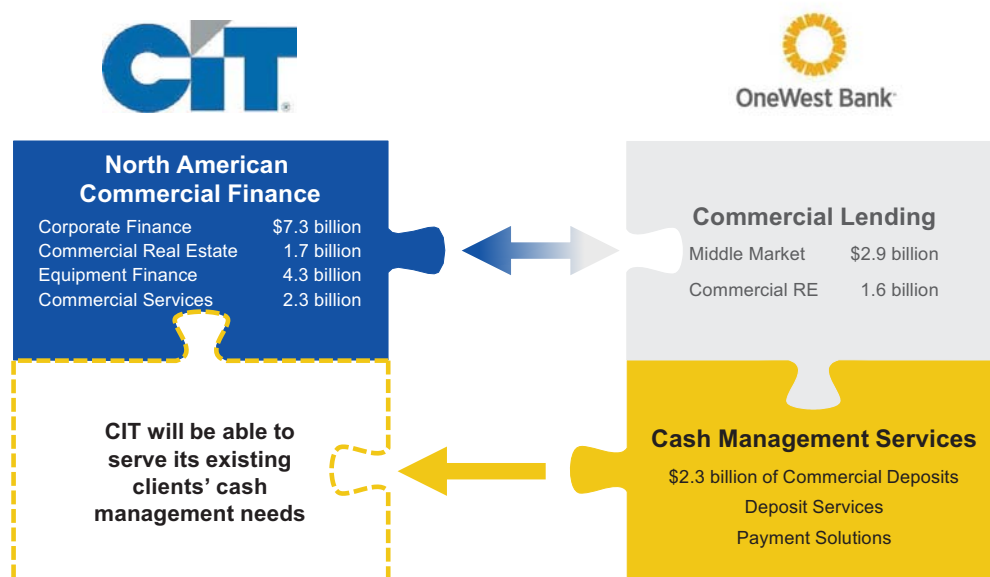 CiT
OneWest Bank
North American
Commercial Finance
Corporate Finance $7.3 billion
Commercial Real Estate 1.7 billion
Equipment Finance 4.3 billion
Commercial Services 2.3 billion
Commercial Lending
Middle Market $2.9 billion
Commercial RE 1.6 billion
CIT will be able to
serve its existing
clients’ cash
management needs
Cash Management Services
$2.3 billion of Commercial Deposits
Deposit Services
Payment Solutions